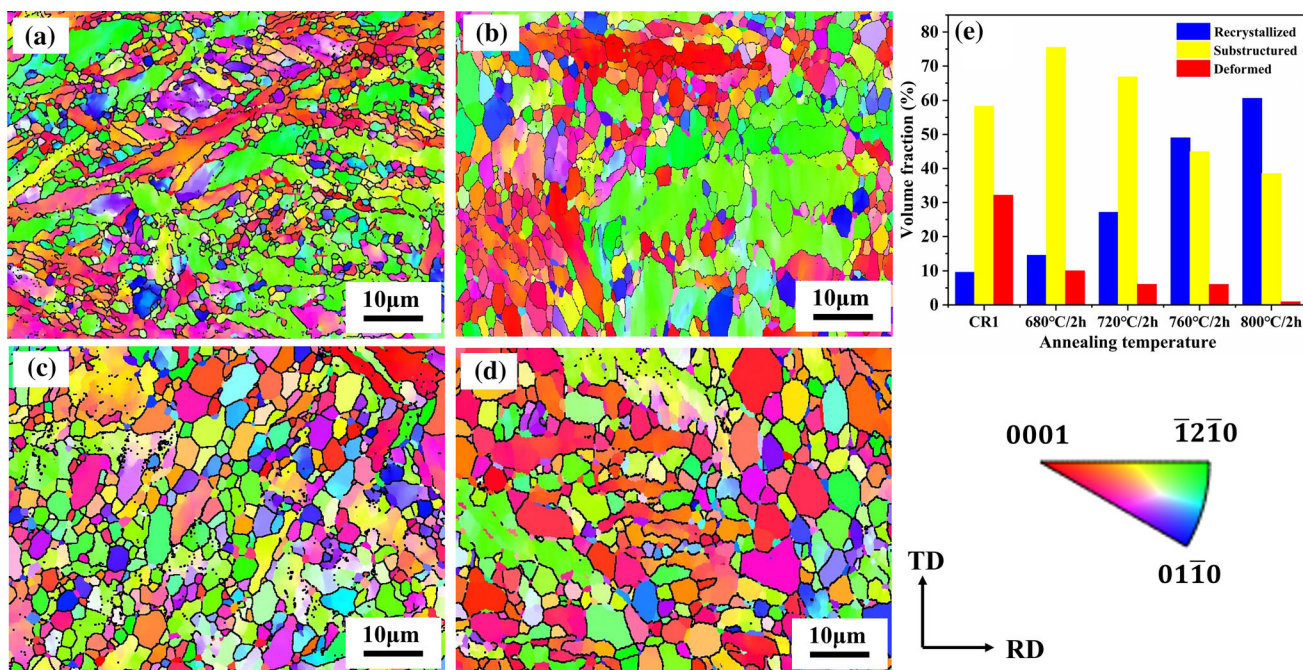 (a)
10μm
(b)
10μm
(e)
Recrystallized
Substructured
Deformed
Volume fraction (%)
80
70
60
50
40
30
20
10
0
CR1 680°C/2h 720°C/2h 760°C/2h 800°C/2h
Annealing temperature
(c)
10μm
(d)
10μm
0001
1̅21̅0
011̅0
TD
RD